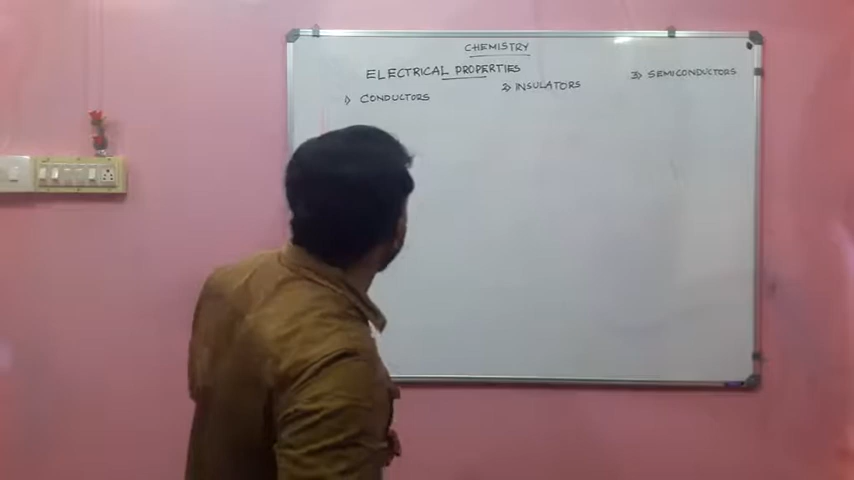 CHEMISTRY
ELECTRICAL PROPERTIES
1) CONDUCTORS
2) INSULATORS
3) SEMICONDUCTORS